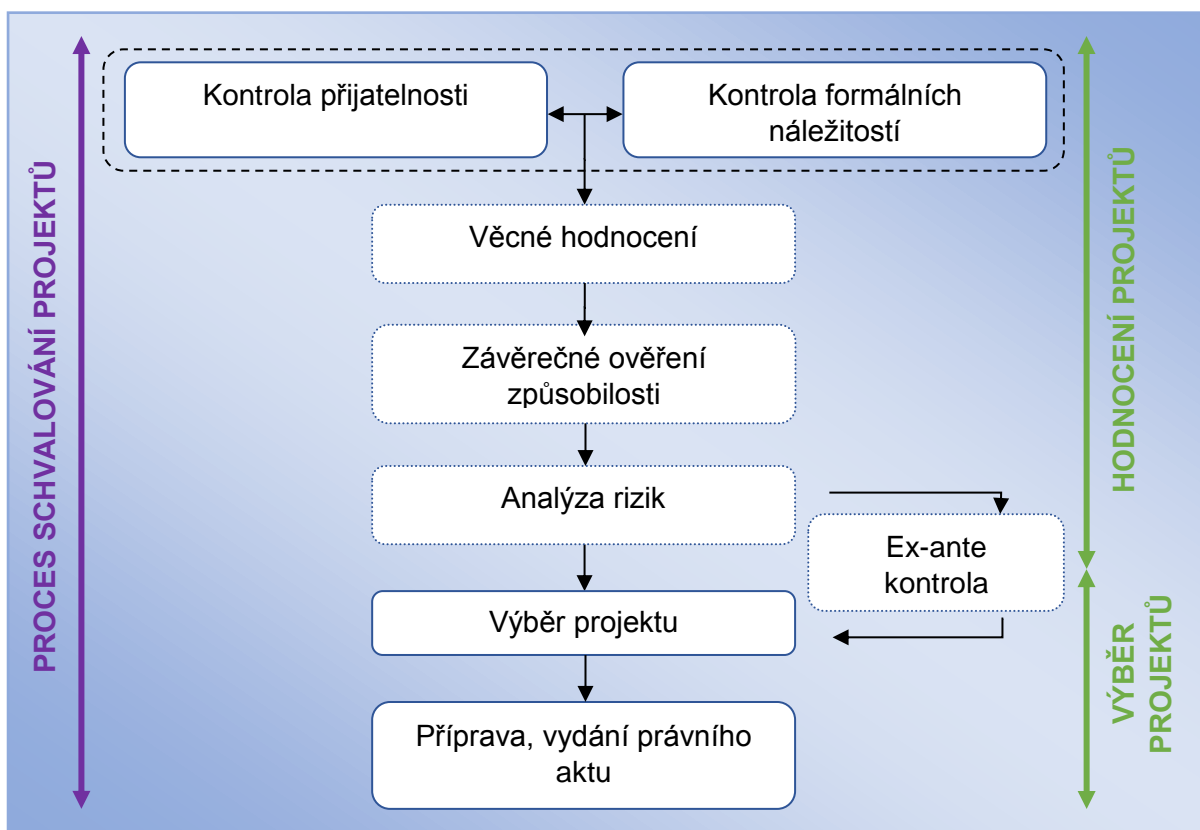 Kontrola přijatelnosti
Kontrola formálních
náležitostí
Věcné hodnocení
Závěrečné ověření
způsobilosti
Analýza rizik
Ex-ante
kontrola
Výběr projektu
Příprava, vydání právního
aktu
PROCES SCHVALOVÁNÍ PROJEKTŮ
HODNOCENÍ PROJEKTŮ
VÝBĚR
PROJEKTŮ